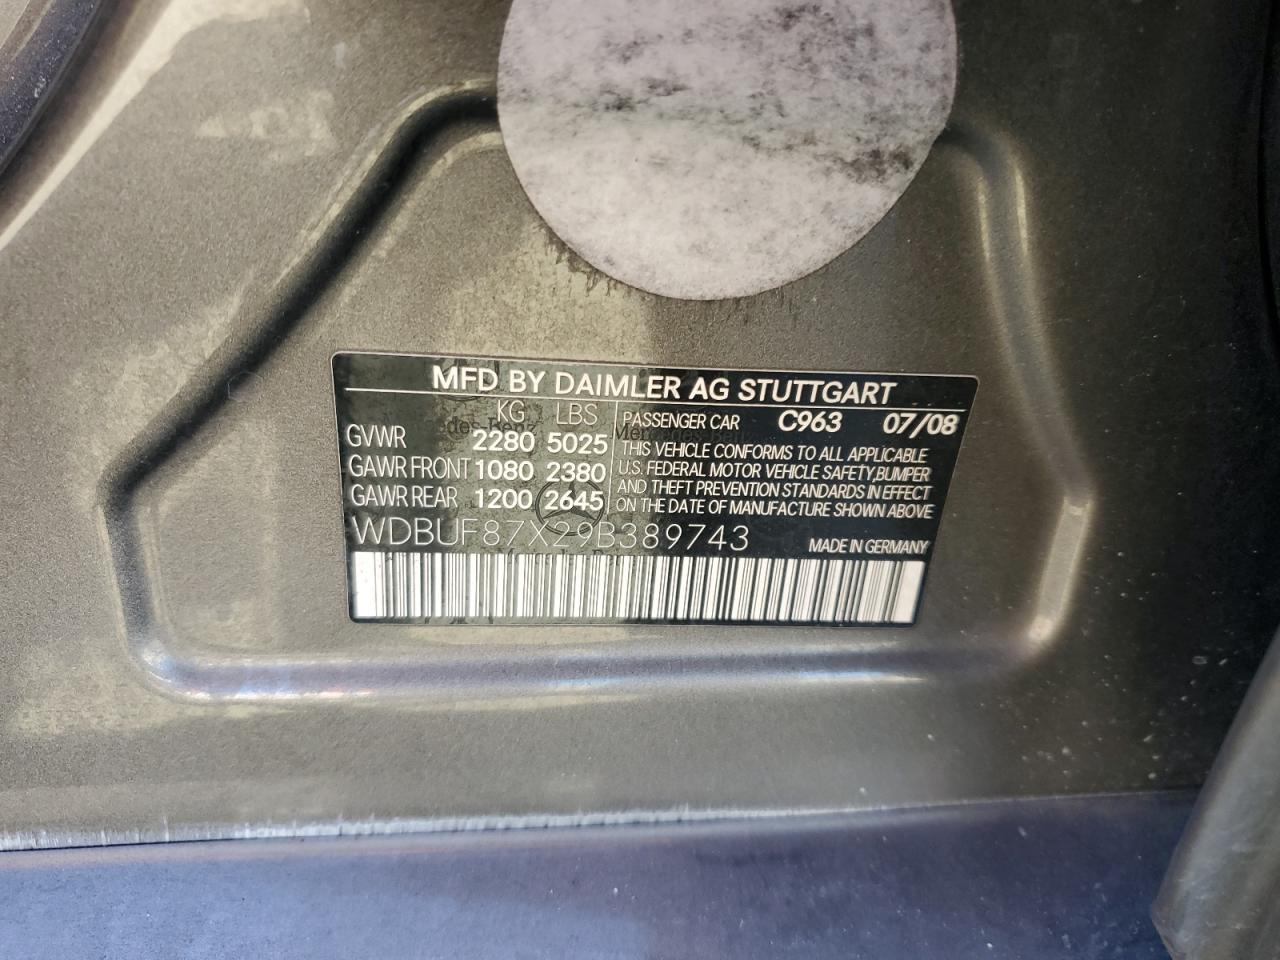 MFD BY DAIMLER AG STUTTGART
KG LBS
GVWR 2280 5025
GAWR FRONT 1080 2380
GAWR REAR 1200 2645
PASSENGER CAR C963 07/08
THIS VEHICLE CONFORMS TO ALL APPLICABLE
U.S. FEDERAL MOTOR VEHICLE SAFETY,BUMPER
AND THEFT PREVENTION STANDARDS IN EFFECT
ON THE DATE OF MANUFACTURE SHOWN ABOVE
WDBUF87X29B389743
MADE IN GERMANY